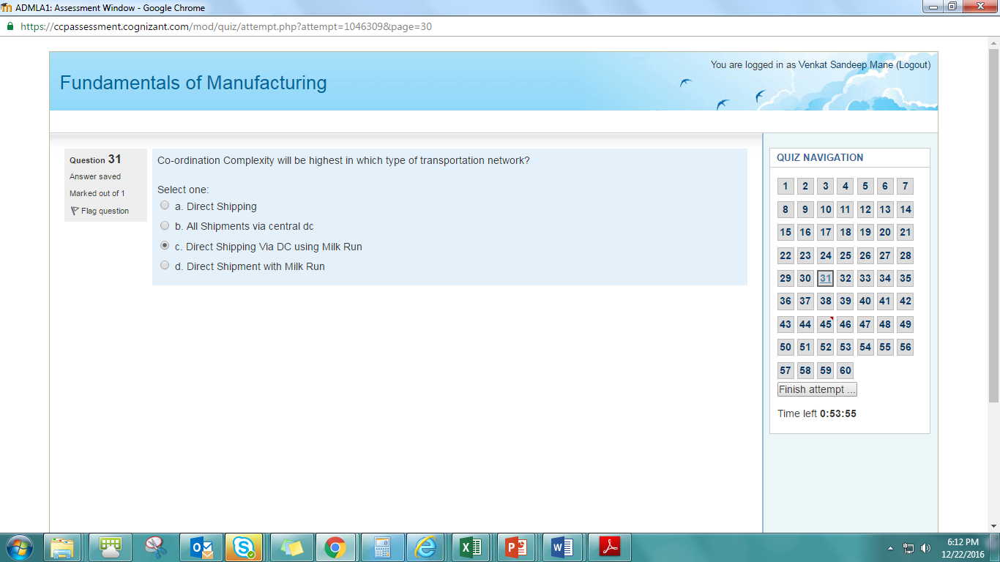 ADMLA1: Assessment Window - Google Chrome
https://ccpassessment.cognizant.com/mod/quiz/attempt.php?attempt=1046309&page=30
You are logged in as Venkat Sandeep Mane (Logout)
Fundamentals of Manufacturing
Question 31
Answer saved
Marked out of 1
Flag question
Co-ordination Complexity will be highest in which type of transportation network?
Select one:
a. Direct Shipping
b. All Shipments via central dc
c. Direct Shipping Via DC using Milk Run
d. Direct Shipment with Milk Run
QUIZ NAVIGATION
1 2 3 4 5 6 7
8 9 10 11 12 13 14
15 16 17 18 19 20 21
22 23 24 25 26 27 28
29 30 31 32 33 34 35
36 37 38 39 40 41 42
43 44 45 46 47 48 49
50 51 52 53 54 55 56
57 58 59 60
Finish attempt ...
Time left 0:53:55
6:12 PM
12/22/2016